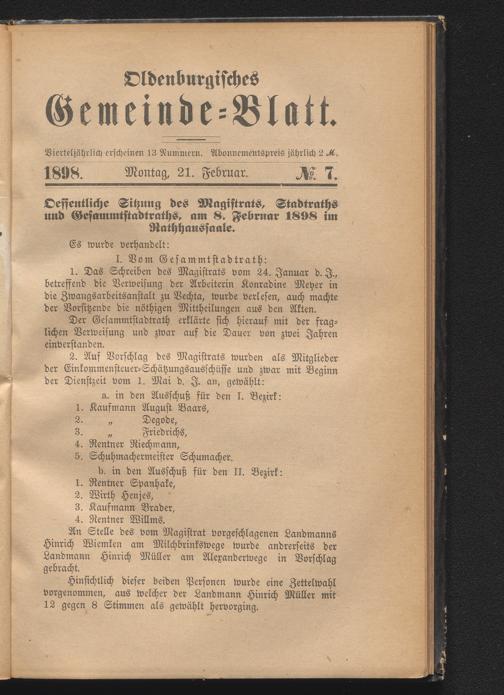 Oldenburgisches
Gemeinde-Blatt.
Vierteljährlich erscheinen 13 Nummern. Abonnementspreis jährlich 2 M.
1898. Montag, 21. Februar. №. 7.
Oeffentliche Sitzung des Magistrats, Stadtraths
und Gesammtstadtraths, am 8. Februar 1898 im
Rathhaussaale.
Es wurde verhandelt:
I. Vom Gesammtstadtrath:
1. Das Schreiben des Magistrats vom 24. Januar d. J.,
betreffend die Verweisung der Arbeiterin Konradine Meyer in
die Zwangsarbeitsanstalt zu Vechta, wurde verlesen, auch machte
der Vorsitzende die nöthigen Mittheilungen aus den Akten.
Der Gesammtstadtrath erklärte sich hierauf mit der frag-
lichen Verweisung und zwar auf die Dauer von zwei Jahren
einverstanden.
2. Auf Vorschlag des Magistrats wurden als Mitglieder
der Einkommensteuer-Schätzungsausschüsse und zwar mit Beginn
der Dienstzeit vom 1. Mai d. J. an, gewählt:
a. in den Ausschuß für den I. Bezirk:
1. Kaufmann August Baars,
2. „ Degode,
3. „ Friedrichs,
4. Rentner Riechmann,
5. Schuhmachermeister Schumacher.
b. in den Ausschuß für den II. Bezirk:
1. Rentner Spanhake,
2. Wirth Henjes,
3. Kaufmann Brader,
4. Rentner Willms.
An Stelle des vom Magistrat vorgeschlagenen Landmanns
Hinrich Wiemken am Milchbrinkswege wurde andrerseits der
Landmann Hinrich Müller am Alexanderwege in Vorschlag
gebracht.
Hinsichtlich dieser beiden Personen wurde eine Zettelwahl
vorgenommen, aus welcher der Landmann Hinrich Müller mit
12 gegen 8 Stimmen als gewählt hervorging.